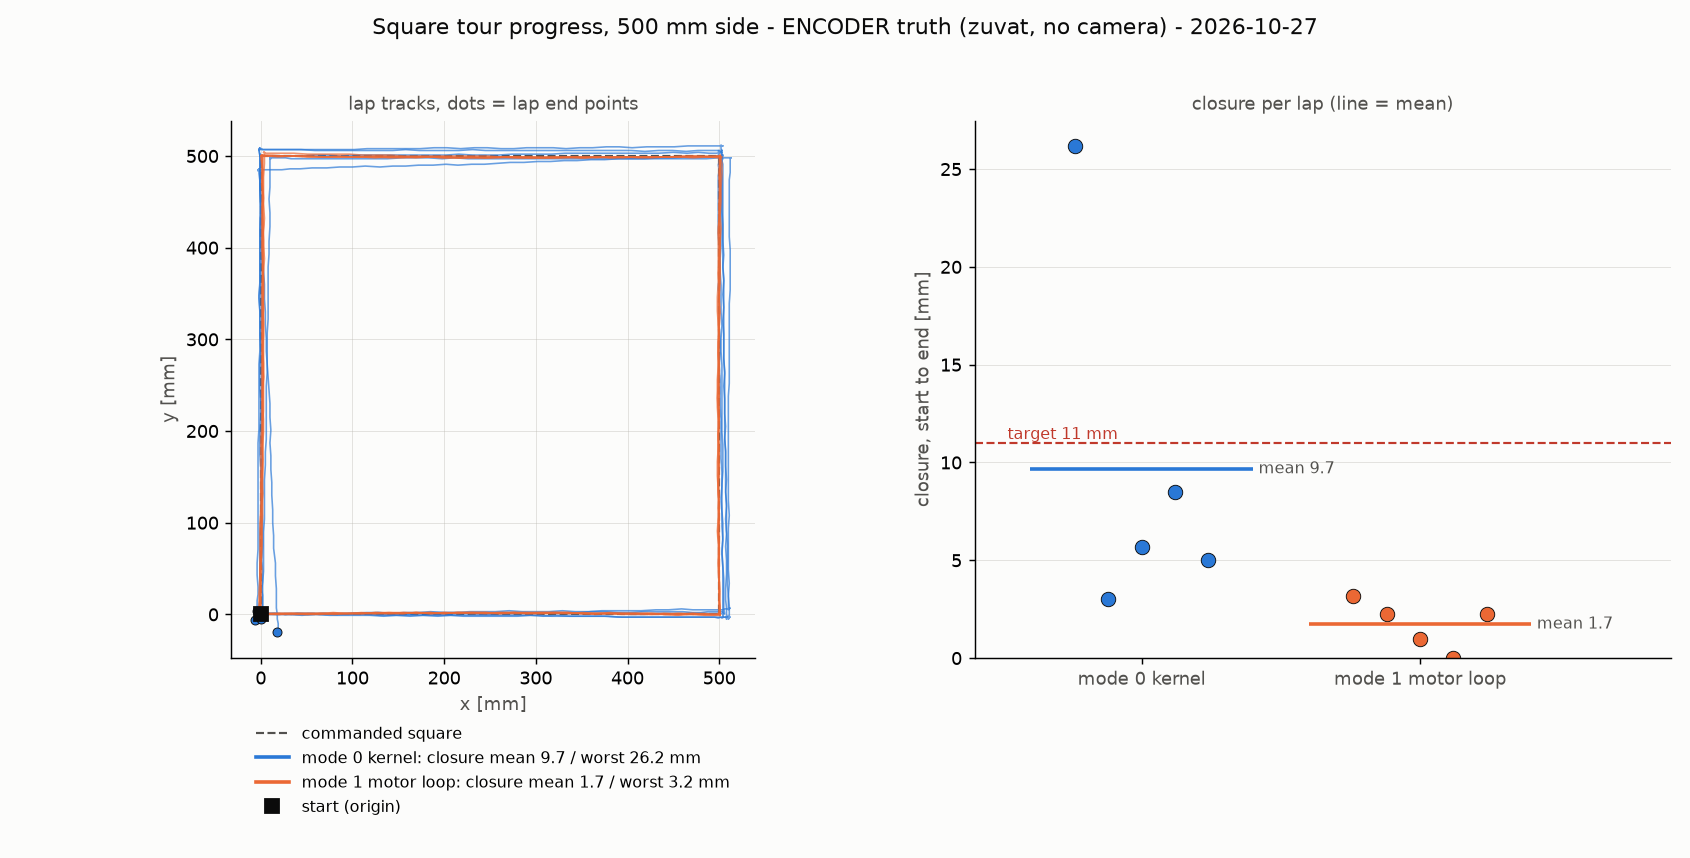 Square tour progress, 500 mm side - ENCODER truth (zuvat, no camera) - 2026-10-27
lap tracks, dots = lap end points
500
400
300
200
100
0
y [mm]
0 100 200 300 400 500
x [mm]
commanded square
mode 0 kernel: closure mean 9.7 / worst 26.2 mm
mode 1 motor loop: closure mean 1.7 / worst 3.2 mm
start (origin)
closure per lap (line = mean)
25
20
15
10
5
0
closure, start to end [mm]
target 11 mm
mean 9.7
mean 1.7
mode 0 kernel
mode 1 motor loop